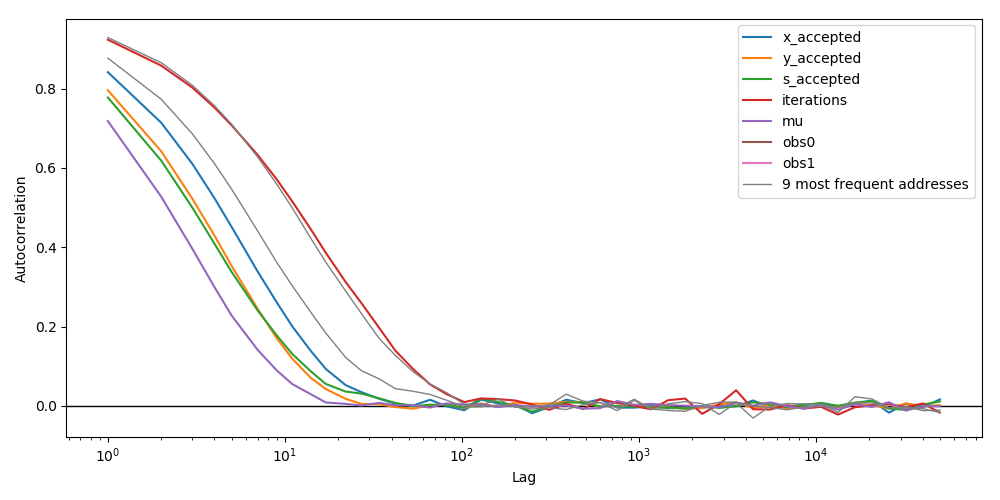 x_accepted
y_accepted
s_accepted
iterations
mu
obs0
obs1
9 most frequent addresses
0.8
0.6
0.4
0.2
0.0
Autocorrelation
10^0 10^1 10^2 10^3 10^4
Lag